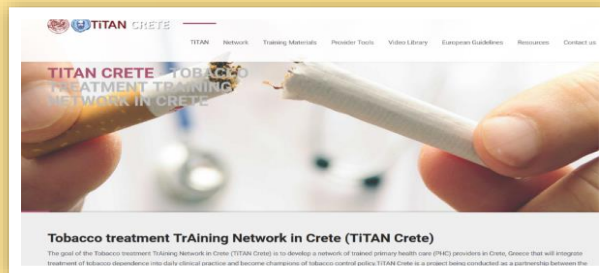 TiTAN CRETE
TiTAN Network Training Materials Provider Tools Video Library European Guidelines Resources Contact us
TITAN CRETE - TOBACCO
TREATMENT TRAINING
NETWORK IN CRETE
Tobacco treatment TrAining Network in Crete (TiTAN Crete)
The goal of the Tobacco treatment TrAining Network in Crete (TiTAN Crete) is to develop a network of trained primary health care (PHC) providers in Crete, Greece that will integrate
treatment of tobacco dependence into daily clinical practice and become champions of tobacco control policy.TiTAN Crete is a project being conducted as a partnership between the